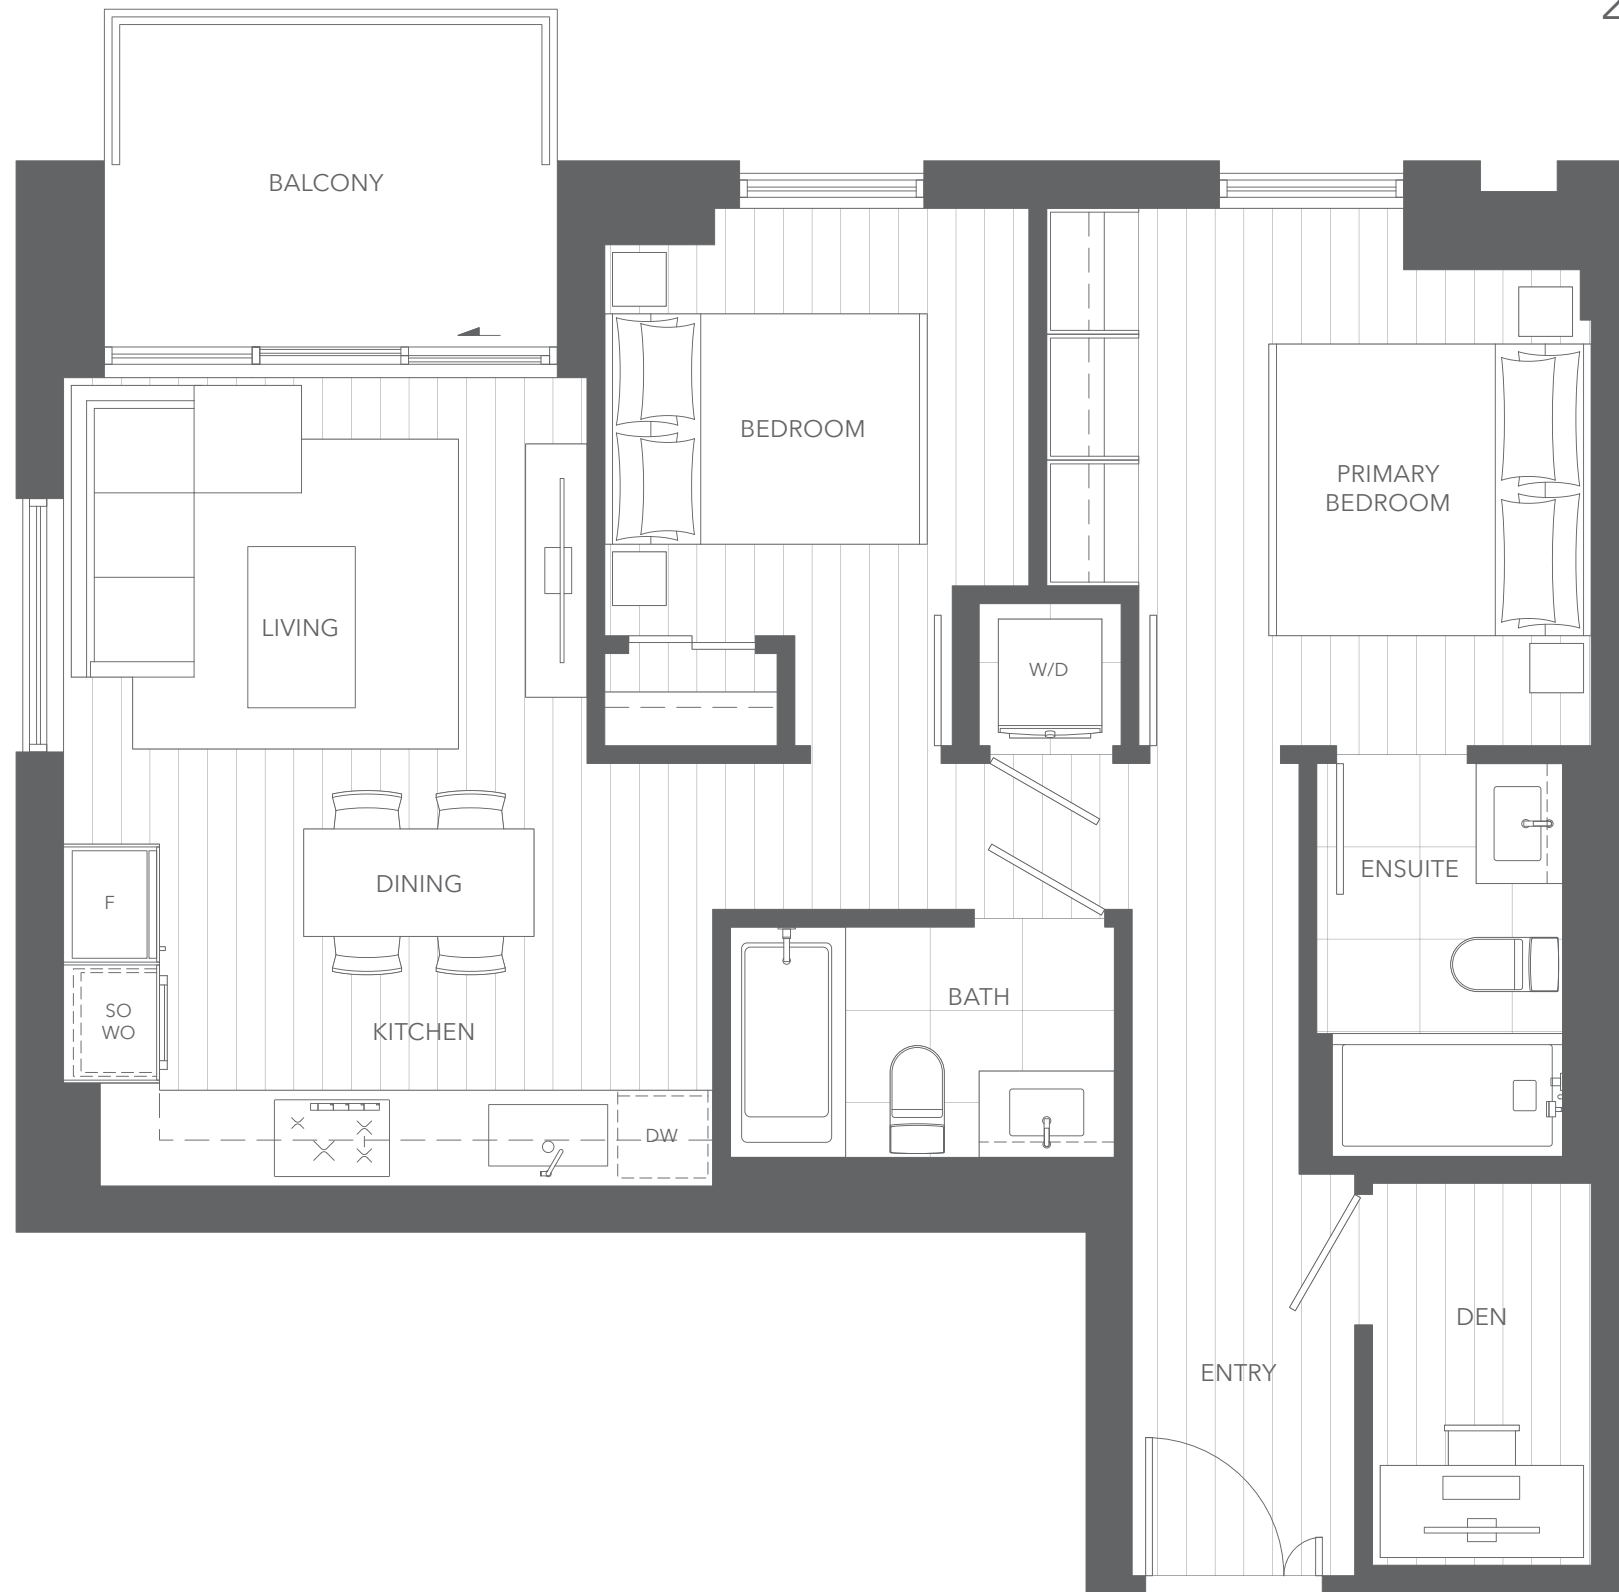 BALCONY
BEDROOM
PRIMARY
BEDROOM
LIVING
W/D
ENSUITE
DINING
F
BATH
SO
WO
KITCHEN
DW
DEN
ENTRY